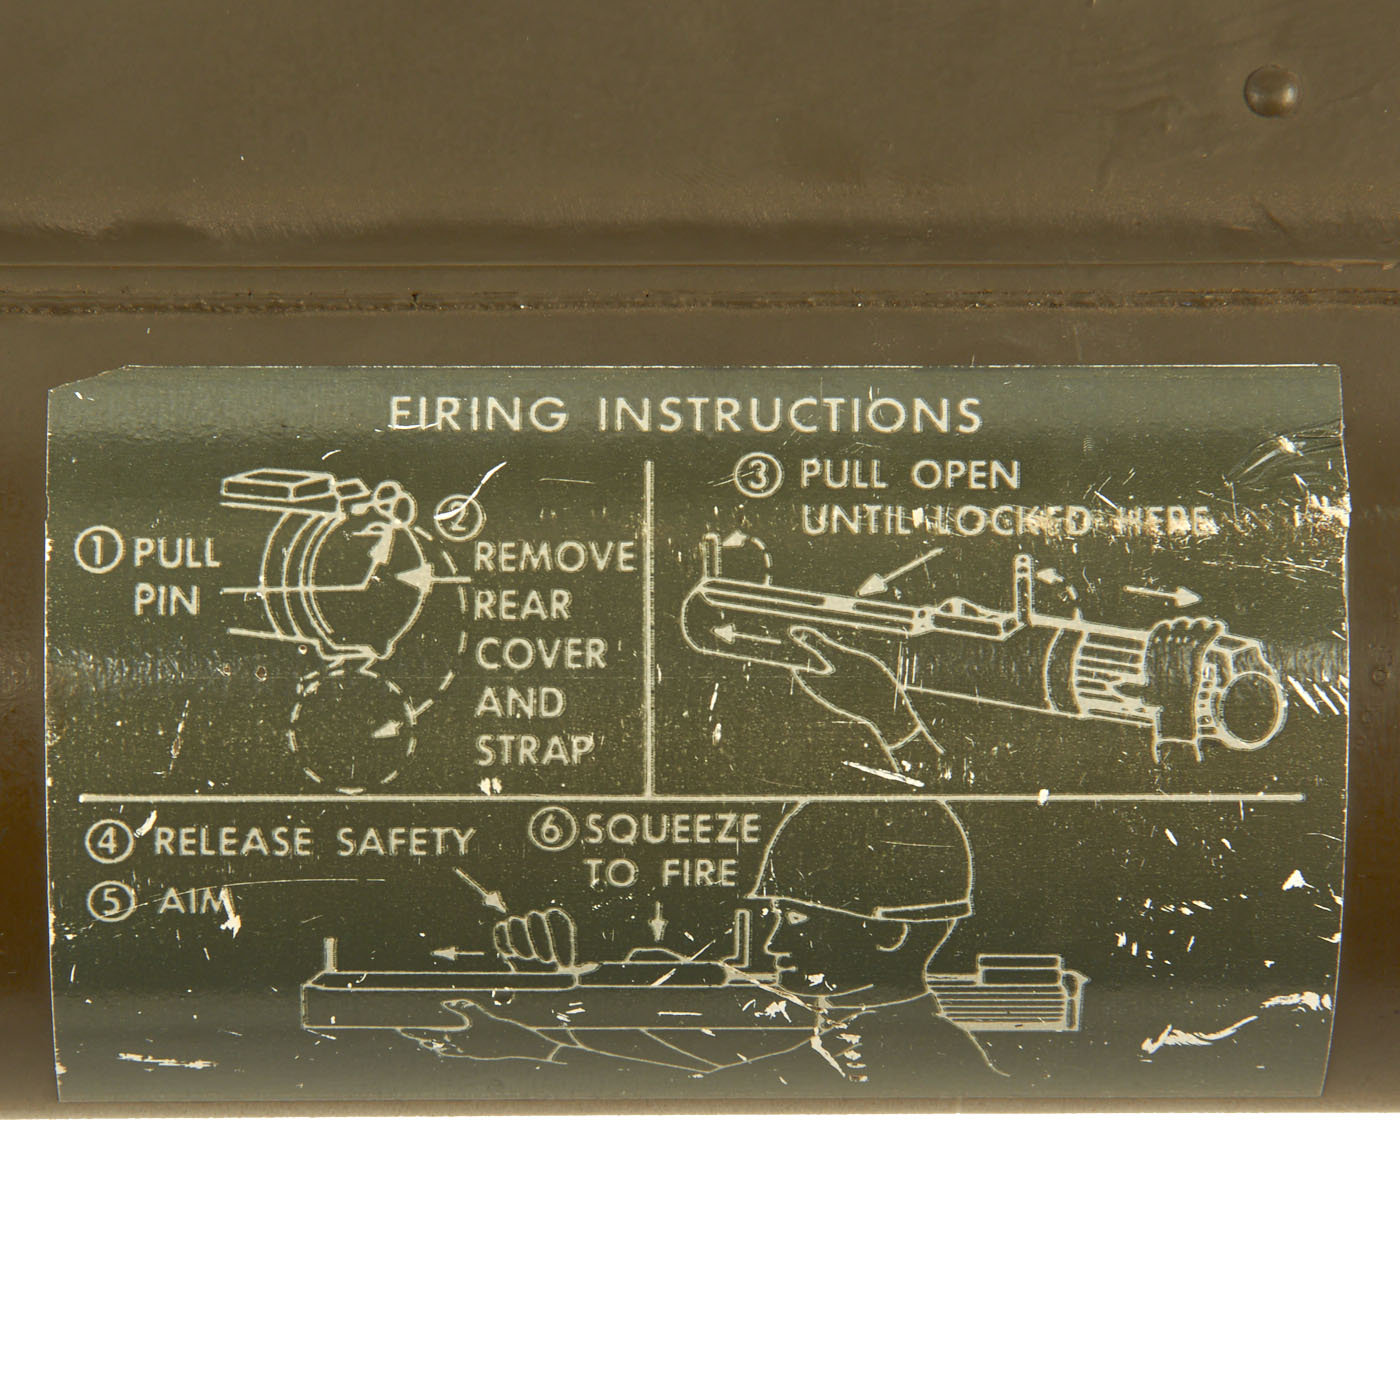 FIRING INSTRUCTIONS
① PULL
PIN
②
REMOVE
REAR
COVER
AND
STRAP
③ PULL OPEN
UNTIL LOCKED HERE
④ RELEASE SAFETY
⑤ AIM
⑥ SQUEEZE
TO FIRE